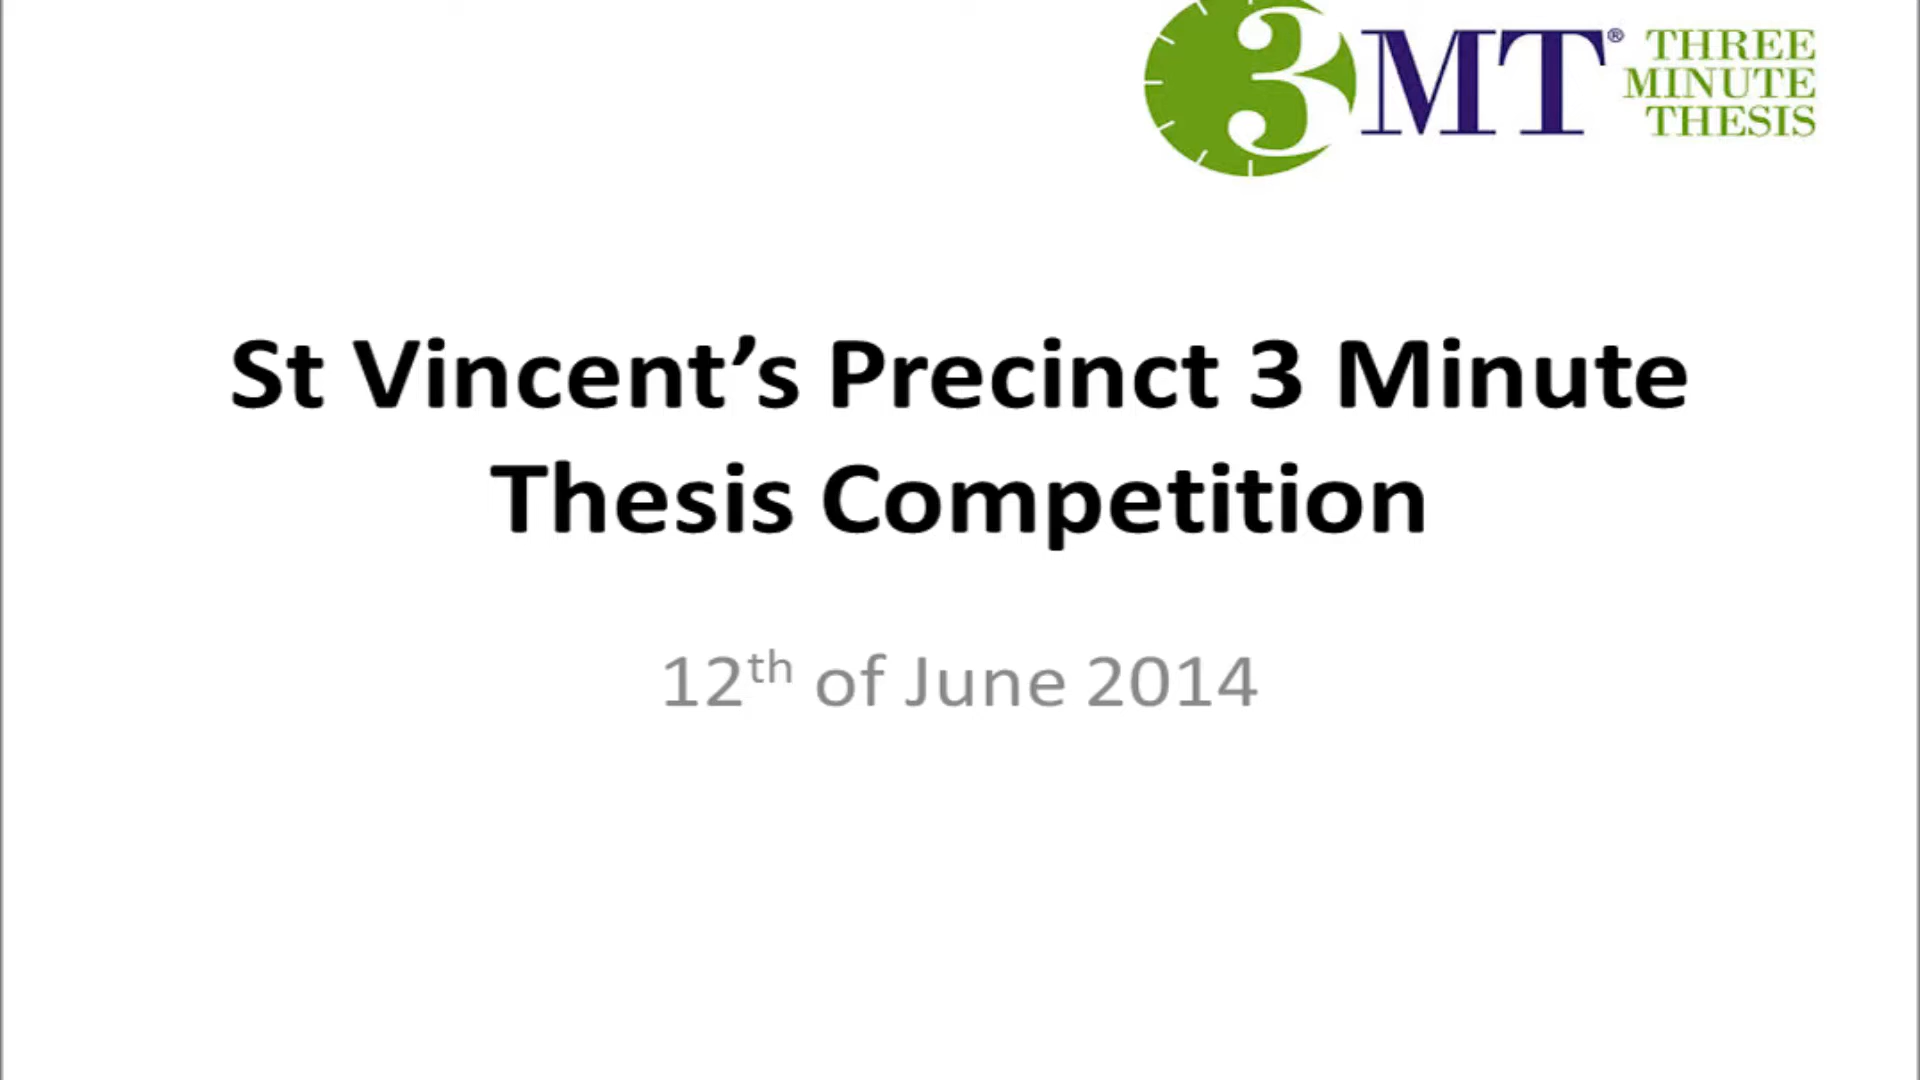 3MT® THREE
MINUTE
THESIS
St Vincent’s Precinct 3 Minute
Thesis Competition
12th of June 2014